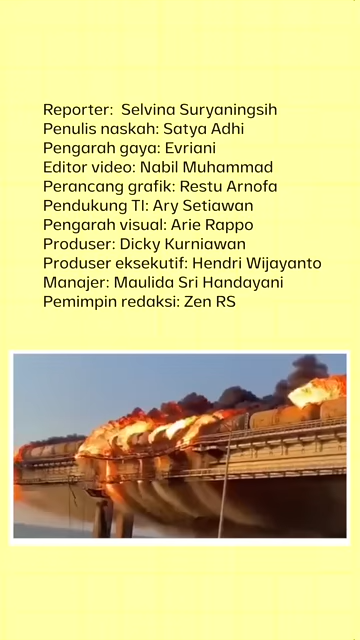 Reporter:  Selvina Suryaningsih
Penulis naskah: Satya Adhi
Pengarah gaya: Evriani
Editor video: Nabil Muhammad
Perancang grafik: Restu Arnofa
Pendukung TI: Ary Setiawan
Pengarah visual: Arie Rappo
Produser: Dicky Kurniawan
Produser eksekutif: Hendri Wijayanto
Manajer: Maulida Sri Handayani
Pemimpin redaksi: Zen RS